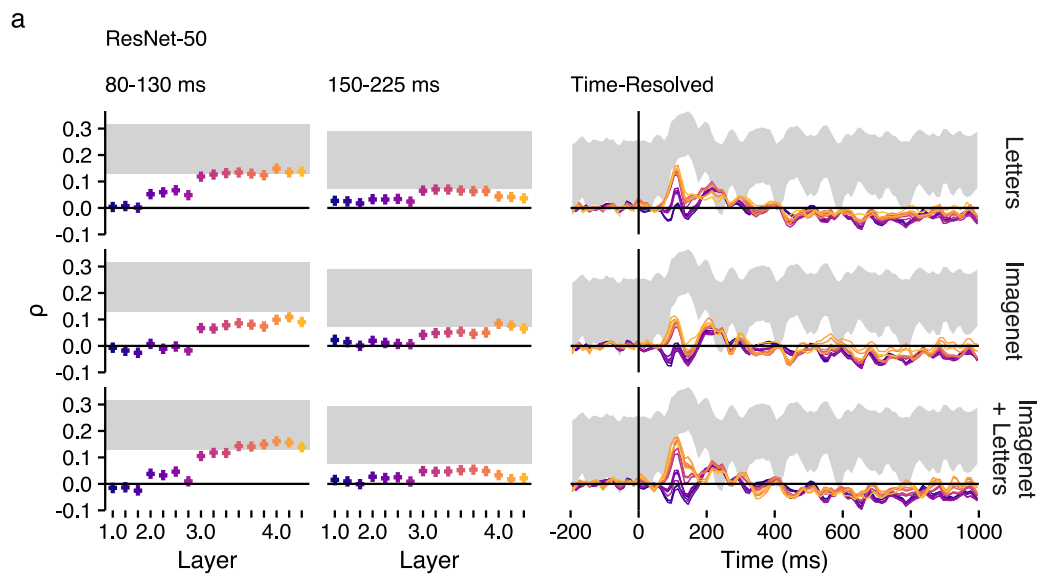 a
ResNet-50
80-130 ms
150-225 ms
Time-Resolved
0.3
0.2
0.1
0.0
-0.1
Letters
0.3
0.2
0.1
0.0
-0.1
Imagenet
ρ
0.3
0.2
0.1
0.0
-0.1
Imagenet
+ Letters
1.0 2.0 3.0 4.0
1.0 2.0 3.0 4.0
-200 0 200 400 600 800 1000
Layer
Layer
Time (ms)